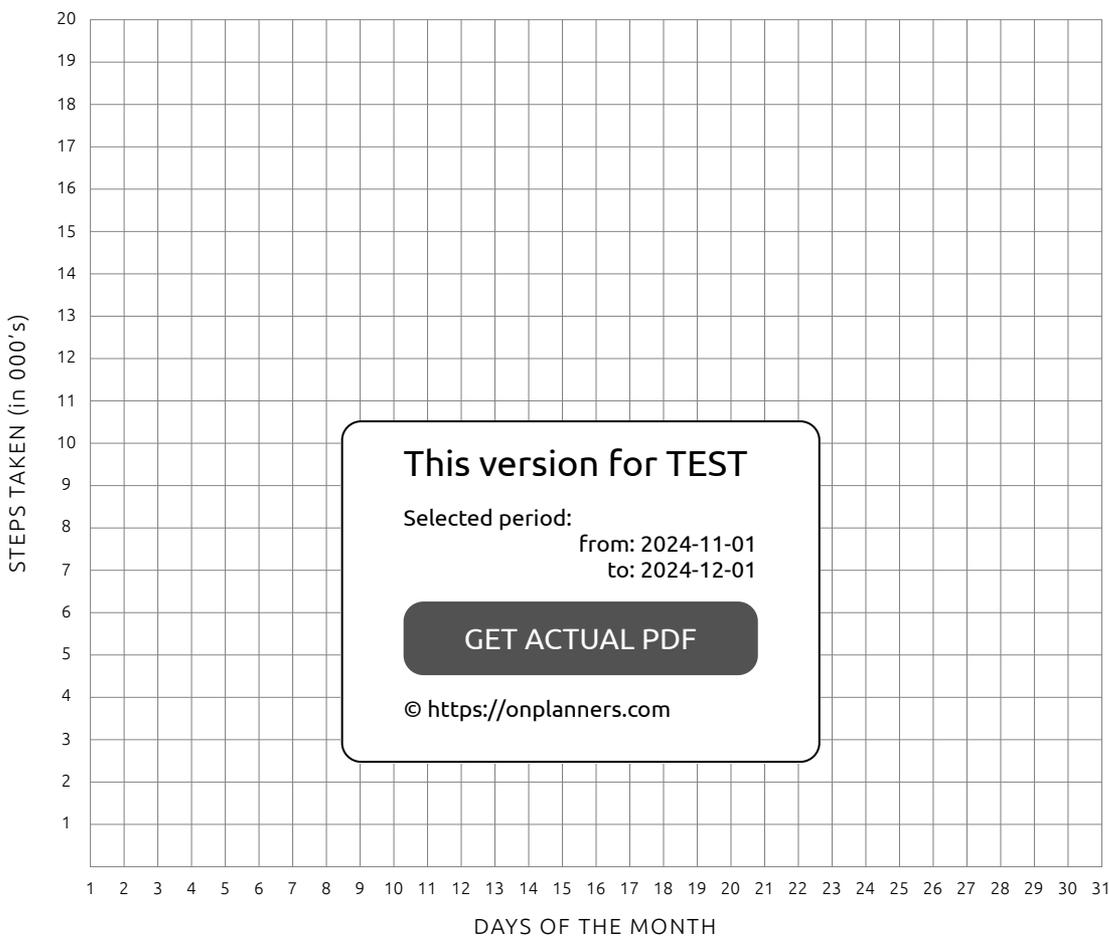 20
19
18
17
16
15
14
13
12
11
10
9
8
7
6
5
4
3
2
1
STEPS TAKEN (in 000's)
This version for TEST
Selected period:
from: 2024-11-01
to: 2024-12-01
GET ACTUAL PDF
© https://onplanners.com
1 2 3 4 5 6 7 8 9 10 11 12 13 14 15 16 17 18 19 20 21 22 23 24 25 26 27 28 29 30 31
DAYS OF THE MONTH